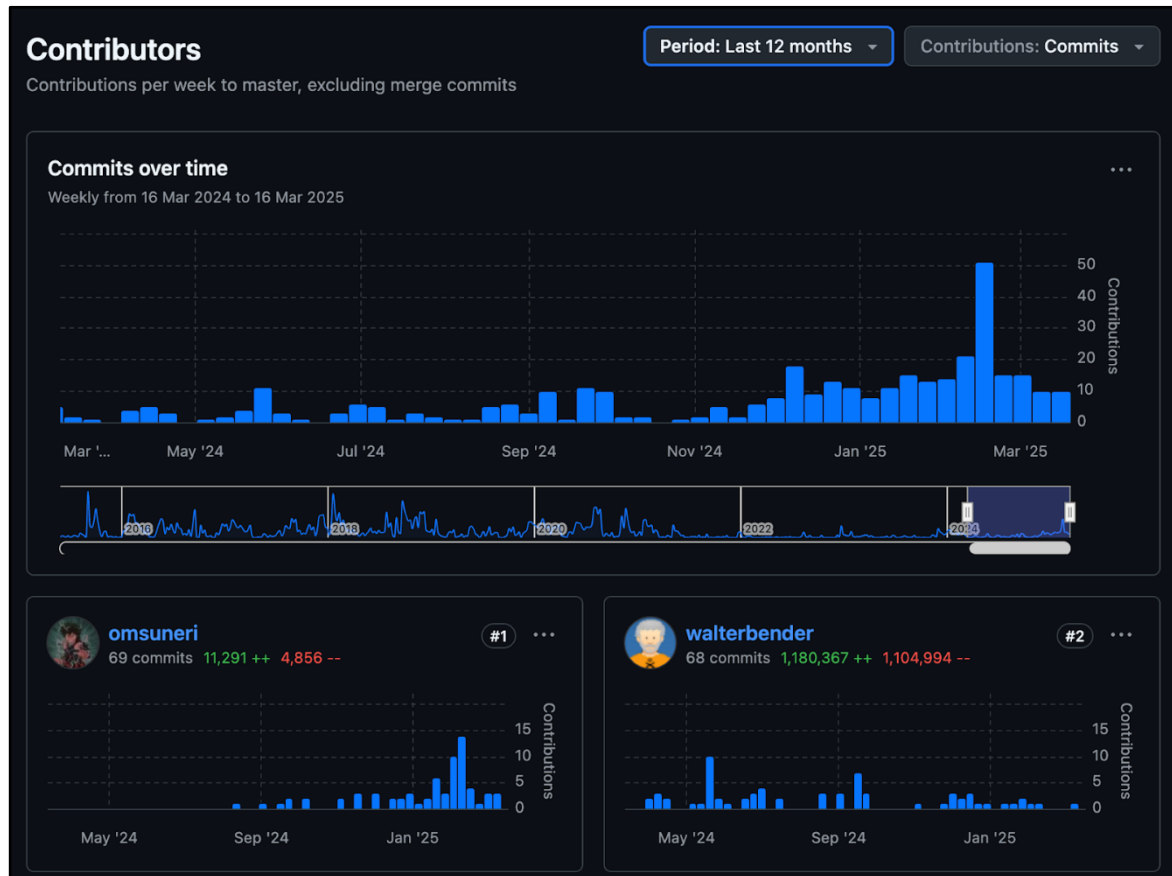 Contributors
Period: Last 12 months
Contributions: Commits
Contributions per week to master, excluding merge commits
Commits over time
Weekly from 16 Mar 2024 to 16 Mar 2025
50
40
30
20
10
0
Contributions
Mar '... May '24 Jul '24 Sep '24 Nov '24 Jan '25 Mar '25
2016 2018 2020 2022 2024
omsuneri
#1
69 commits 11,291 ++ 4,856 --
15
10
5
0
Contributions
May '24 Sep '24 Jan '25
walterbender
#2
68 commits 1,180,367 ++ 1,104,994 --
15
10
5
0
Contributions
May '24 Sep '24 Jan '25